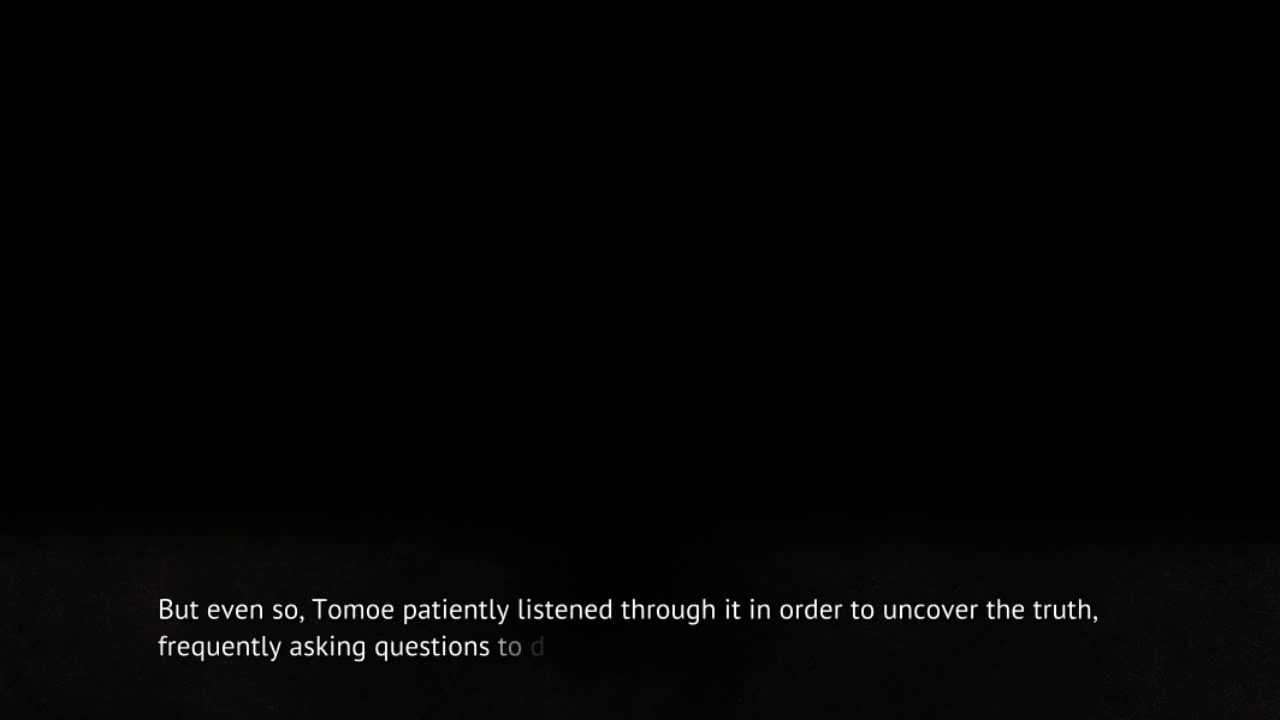 But even so, Tomoe patiently listened through it in order to uncover the truth,
frequently asking questions to d